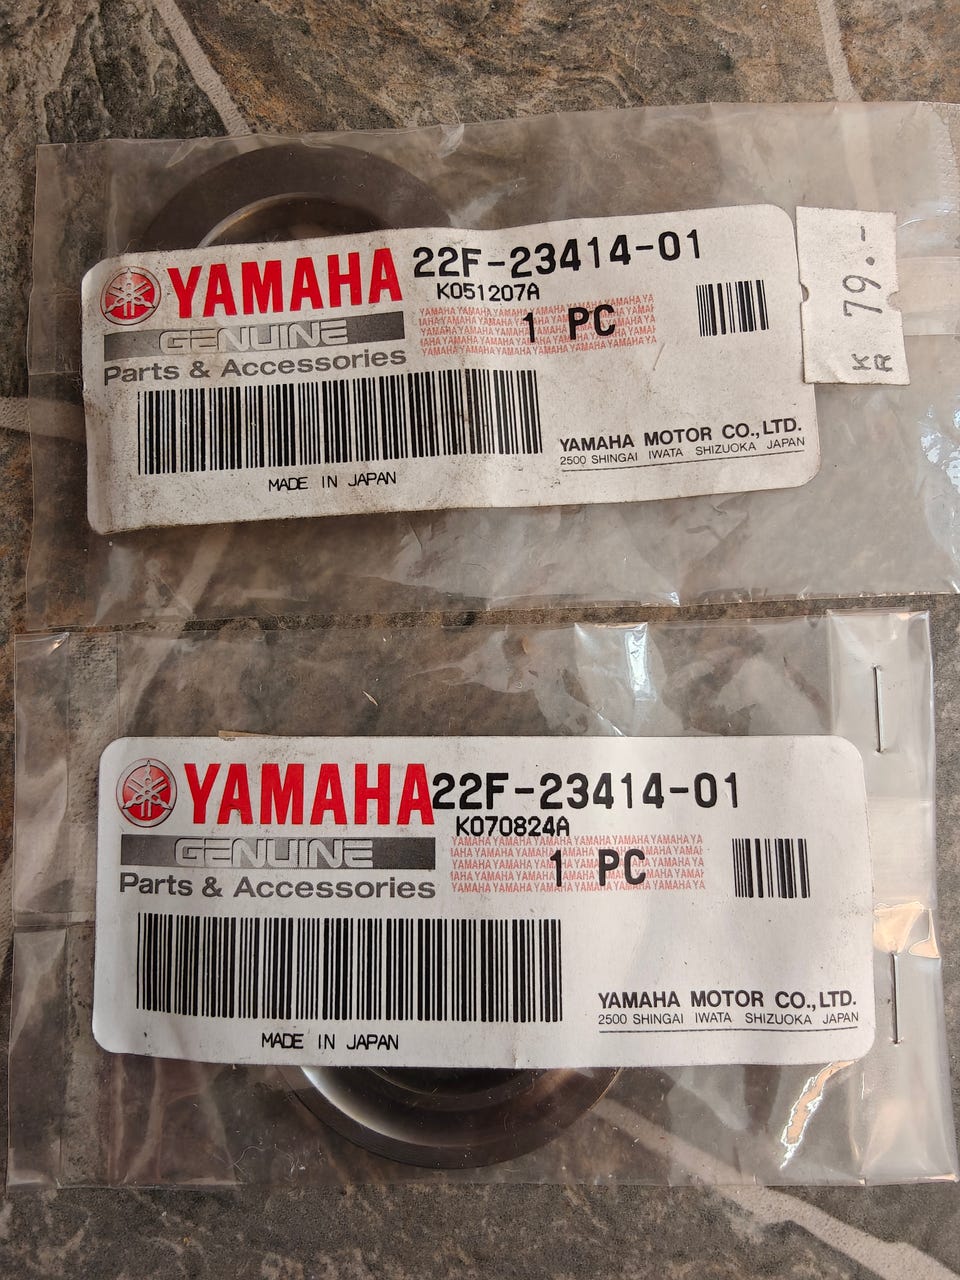 YAMAHA 22F-23414-01
K051207A
GENUINE 1 PC
Parts & Accessories
YAMAHA MOTOR CO., LTD.
2500 SHINGAI IWATA SHIZUOKA JAPAN
MADE IN JAPAN
79.-
KR
YAMAHA 22F-23414-01
K070824A
GENUINE 1 PC
Parts & Accessories
YAMAHA MOTOR CO., LTD.
2500 SHINGAI IWATA SHIZUOKA JAPAN
MADE IN JAPAN